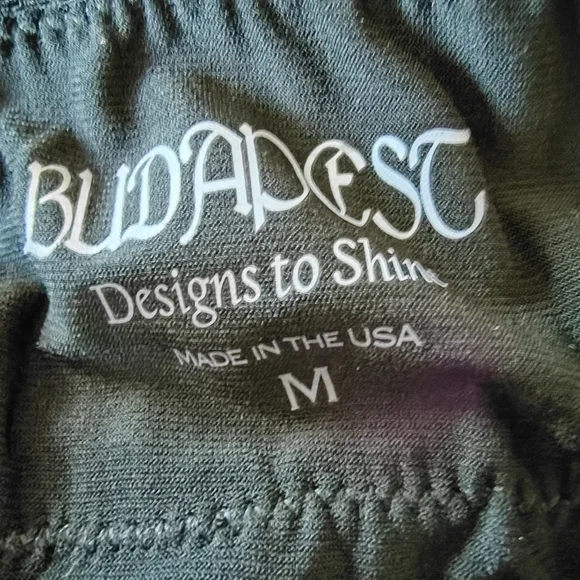 BUDAPEST
Designs to Shine
MADE IN THE USA
M